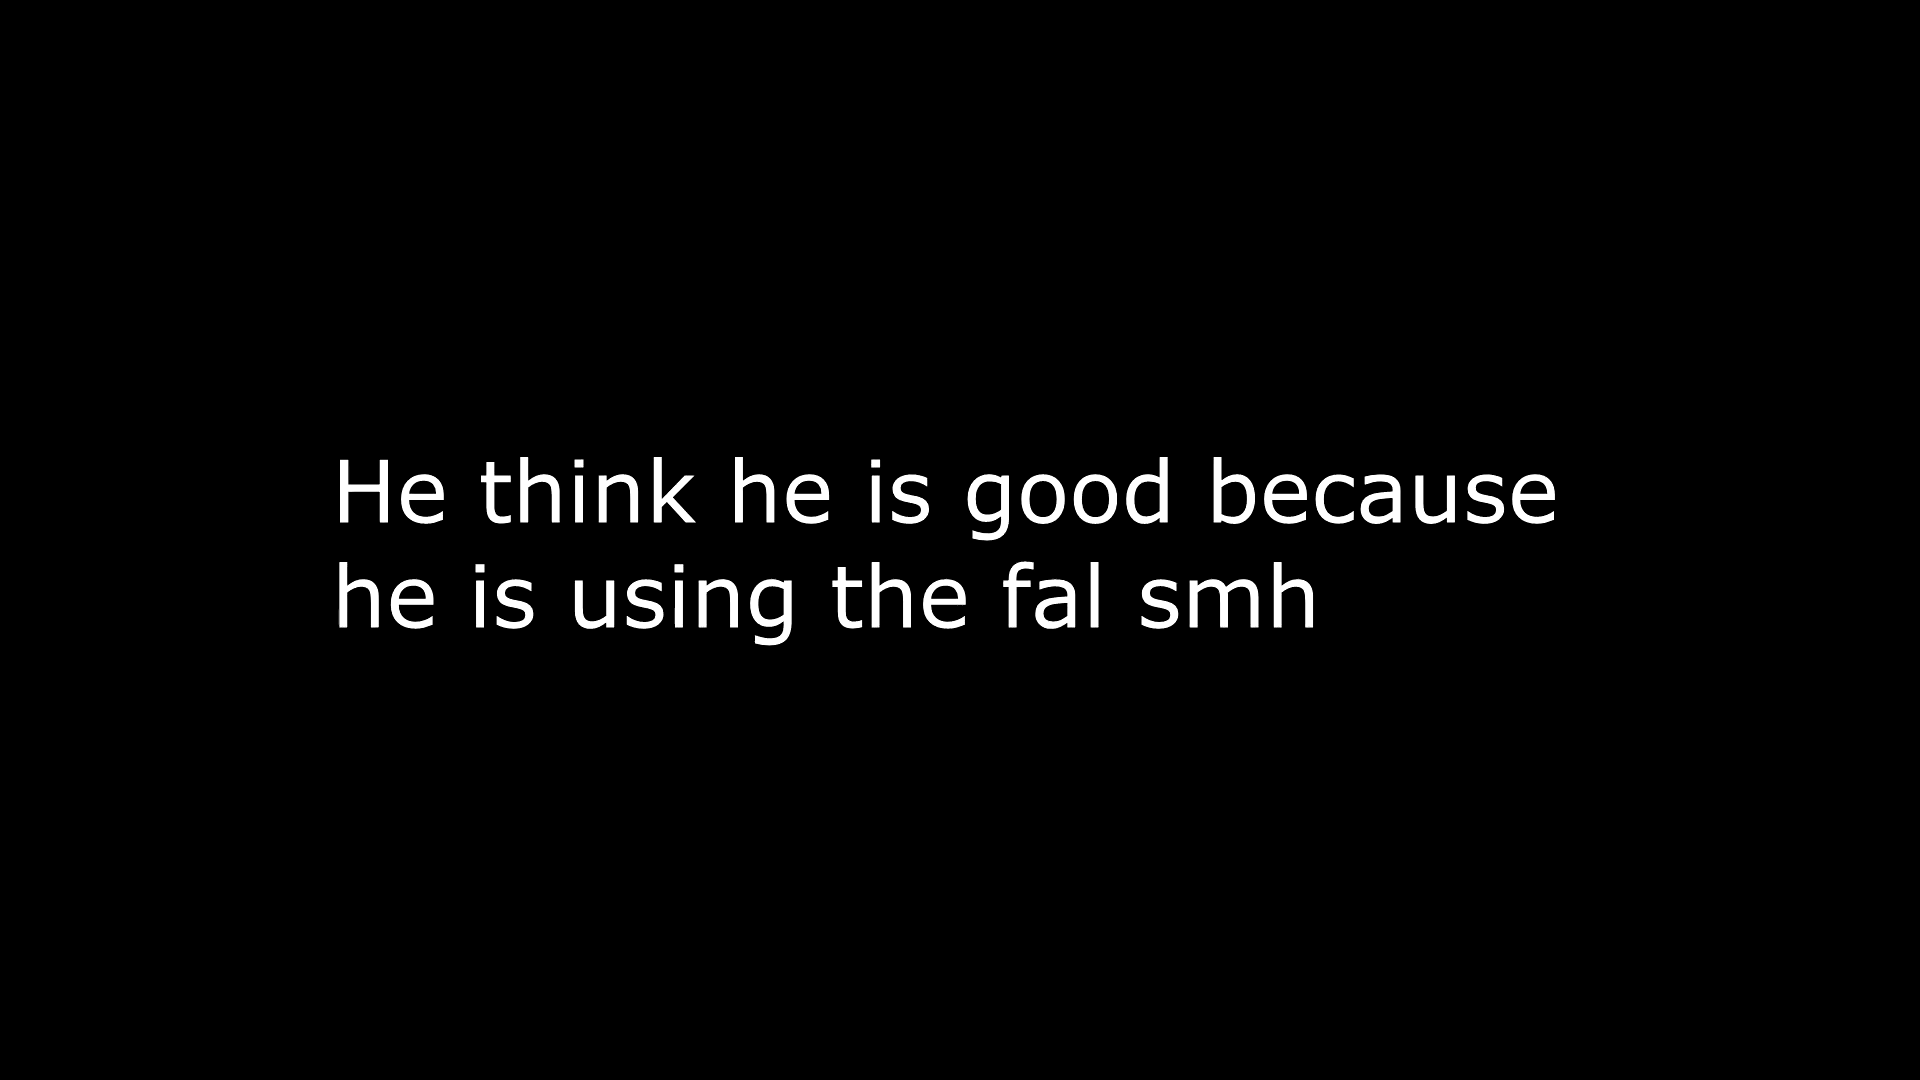 He think he is good because
he is using the fal smh